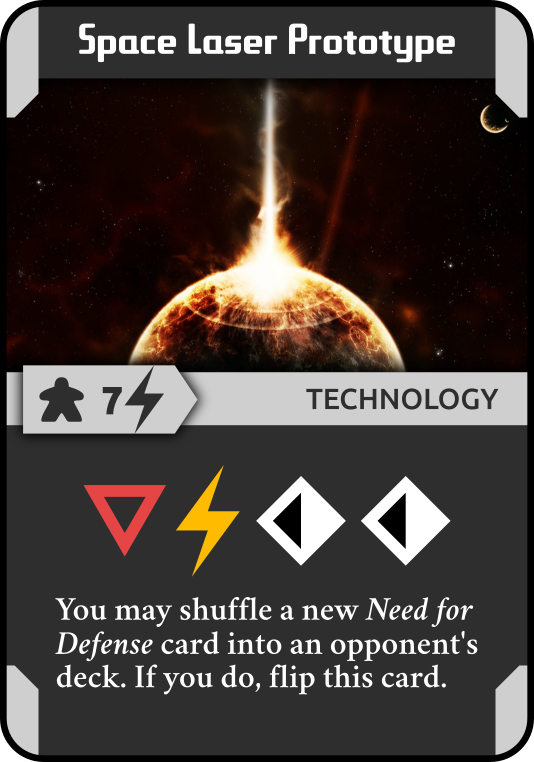 Space Laser Prototype
7
TECHNOLOGY
You may shuffle a new Need for
Defense card into an opponent's
deck. If you do, flip this card.